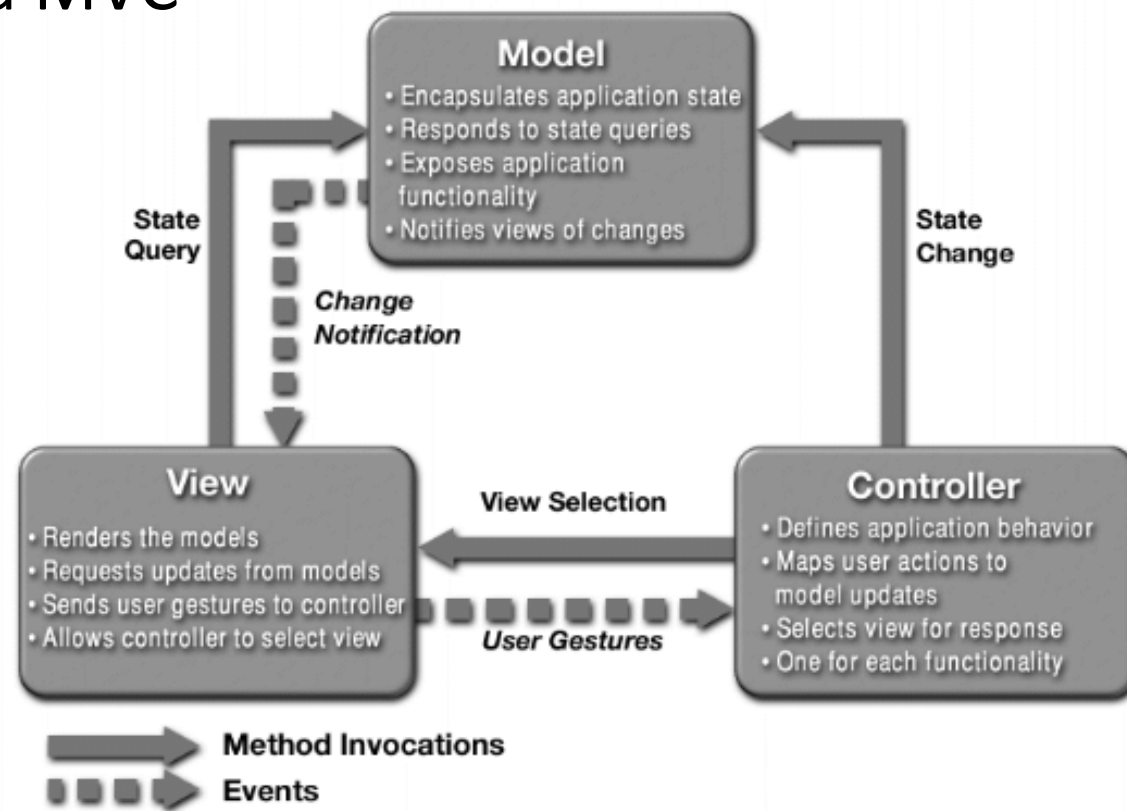 MVC
Model
• Encapsulates application state
• Responds to state queries
• Exposes application
functionality
• Notifies views of changes
State
Query
Change
Notification
State
Change
View
• Renders the models
• Requests updates from models
• Sends user gestures to controller
• Allows controller to select view
View Selection
User Gestures
Controller
• Defines application behavior
• Maps user actions to
model updates
• Selects view for response
• One for each functionality
Method Invocations
Events